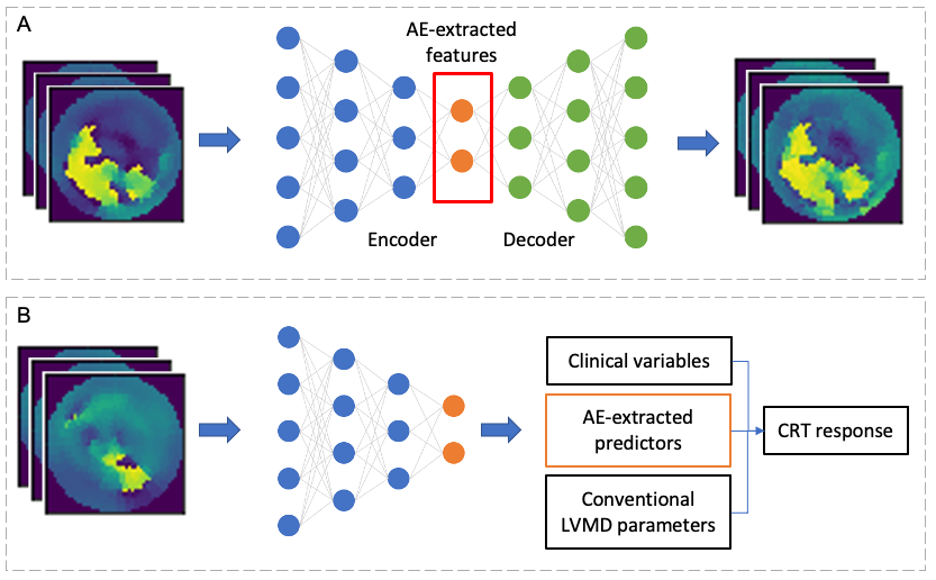 A
AE-extracted
features
Encoder
Decoder
B
Clinical variables
AE-extracted
predictors
CRT response
Conventional
LVMD parameters